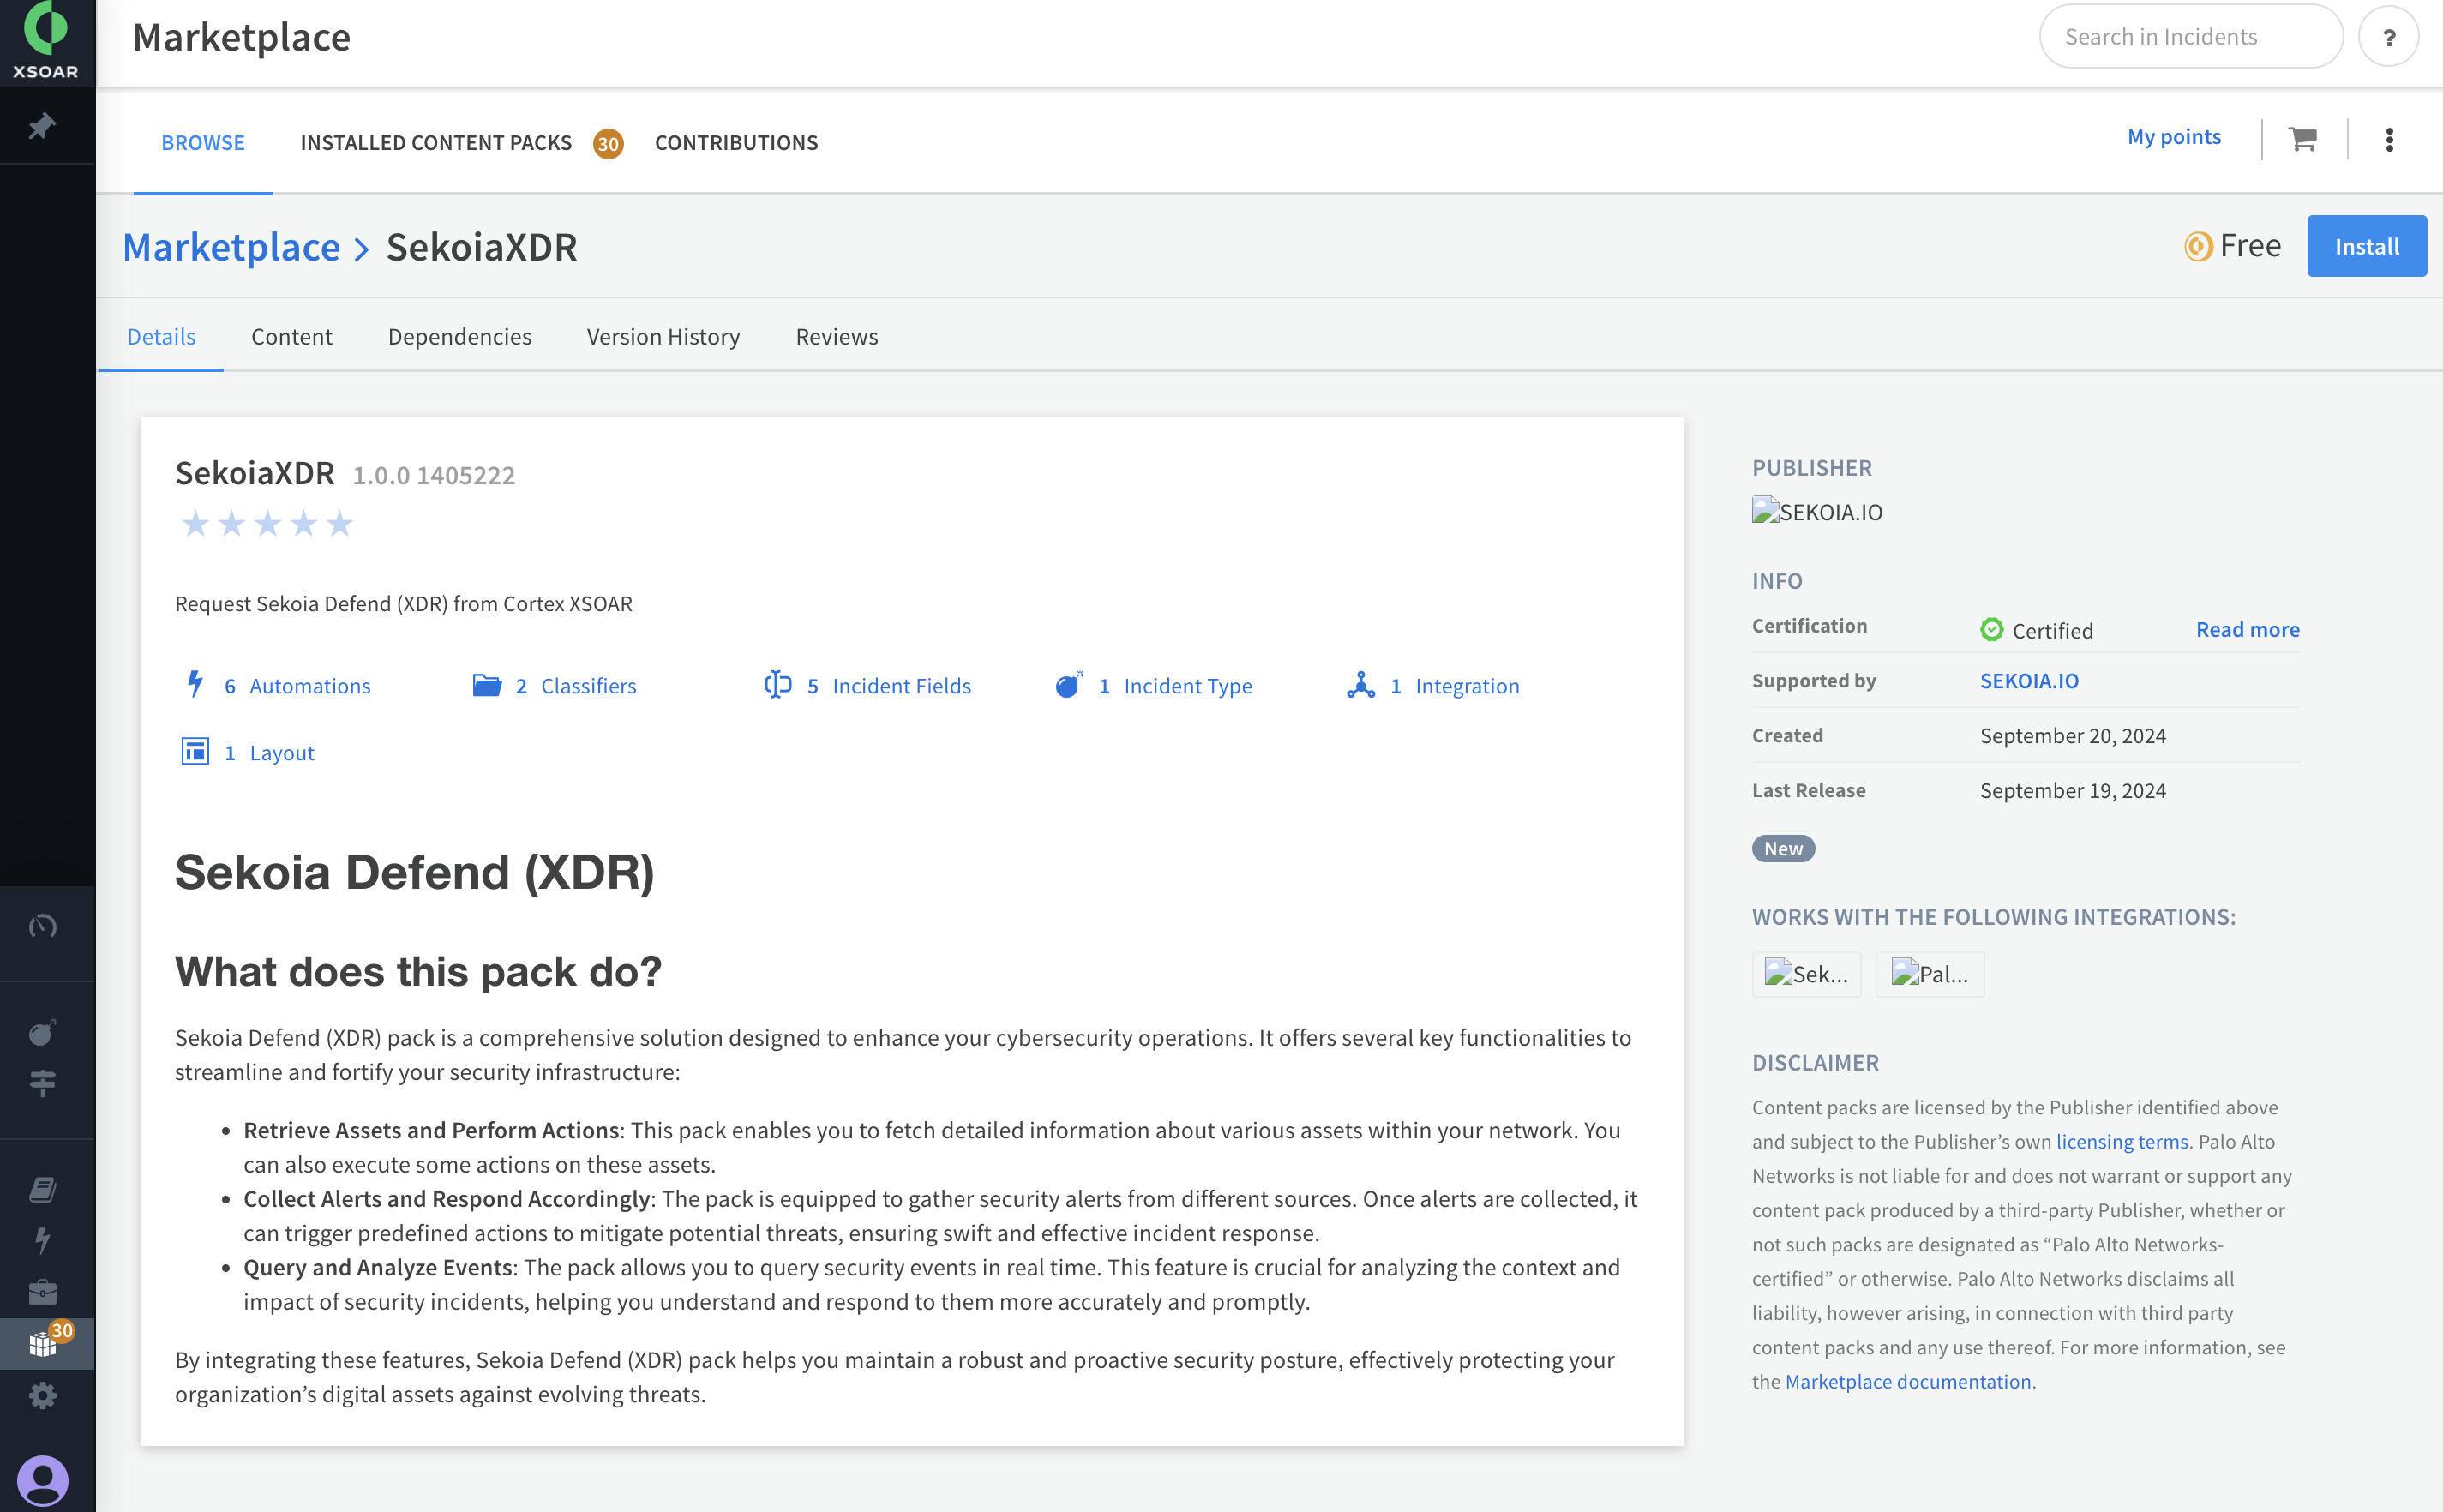 XSOAR
Marketplace
Search in Incidents
?
BROWSE
INSTALLED CONTENT PACKS 30
CONTRIBUTIONS
My points
Marketplace > SekoiaXDR
Free
Install
Details
Content
Dependencies
Version History
Reviews
SekoiaXDR 1.0.0 1405222
Request Sekoia Defend (XDR) from Cortex XSOAR
6 Automations
2 Classifiers
5 Incident Fields
1 Incident Type
1 Integration
1 Layout
Sekoia Defend (XDR)
What does this pack do?
Sekoia Defend (XDR) pack is a comprehensive solution designed to enhance your cybersecurity operations. It offers several key functionalities to
streamline and fortify your security infrastructure:
• Retrieve Assets and Perform Actions: This pack enables you to fetch detailed information about various assets within your network. You
can also execute some actions on these assets.
• Collect Alerts and Respond Accordingly: The pack is equipped to gather security alerts from different sources. Once alerts are collected, it
can trigger predefined actions to mitigate potential threats, ensuring swift and effective incident response.
• Query and Analyze Events: The pack allows you to query security events in real time. This feature is crucial for analyzing the context and
impact of security incidents, helping you understand and respond to them more accurately and promptly.
By integrating these features, Sekoia Defend (XDR) pack helps you maintain a robust and proactive security posture, effectively protecting your
organization’s digital assets against evolving threats.
PUBLISHER
SEKOIA.IO
INFO
Certification Certified Read more
Supported by SEKOIA.IO
Created September 20, 2024
Last Release September 19, 2024
New
WORKS WITH THE FOLLOWING INTEGRATIONS:
Sek...
Pal...
DISCLAIMER
Content packs are licensed by the Publisher identified above
and subject to the Publisher’s own licensing terms. Palo Alto
Networks is not liable for and does not warrant or support any
content pack produced by a third-party Publisher, whether or
not such packs are designated as “Palo Alto Networks-
certified” or otherwise. Palo Alto Networks disclaims all
liability, however arising, in connection with third party
content packs and any use thereof. For more information, see
the Marketplace documentation.
30